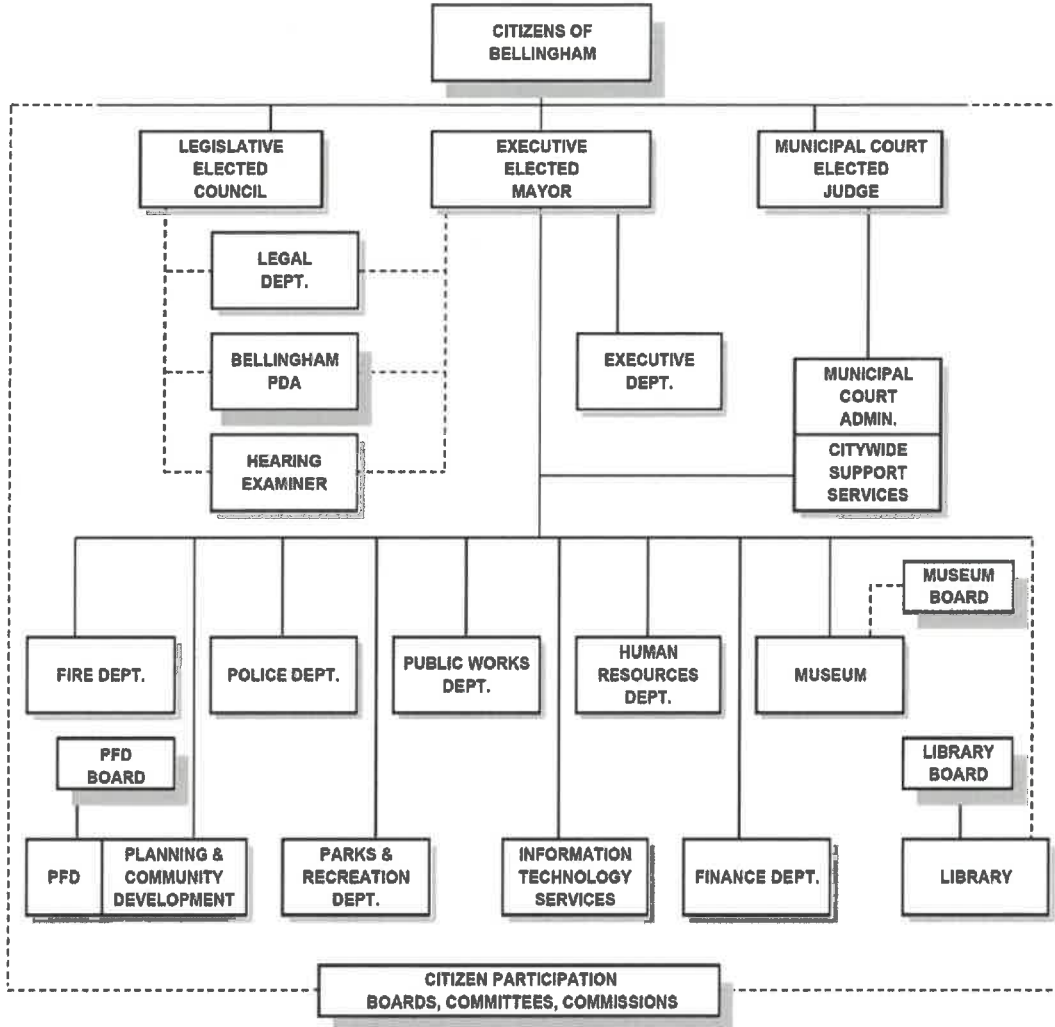 CITIZENS OF
BELLINGHAM
LEGISLATIVE
ELECTED
COUNCIL
EXECUTIVE
ELECTED
MAYOR
MUNICIPAL COURT
ELECTED
JUDGE
LEGAL
DEPT.
BELLINGHAM
PDA
HEARING
EXAMINER
EXECUTIVE
DEPT.
MUNICIPAL
COURT
ADMIN.
CITYWIDE
SUPPORT
SERVICES
MUSEUM
BOARD
FIRE DEPT.
POLICE DEPT.
PUBLIC WORKS
DEPT.
HUMAN
RESOURCES
DEPT.
MUSEUM
PFD
BOARD
LIBRARY
BOARD
PFD
PLANNING &
COMMUNITY
DEVELOPMENT
PARKS &
RECREATION
DEPT.
INFORMATION
TECHNOLOGY
SERVICES
FINANCE DEPT.
LIBRARY
CITIZEN PARTICIPATION
BOARDS, COMMITTEES, COMMISSIONS